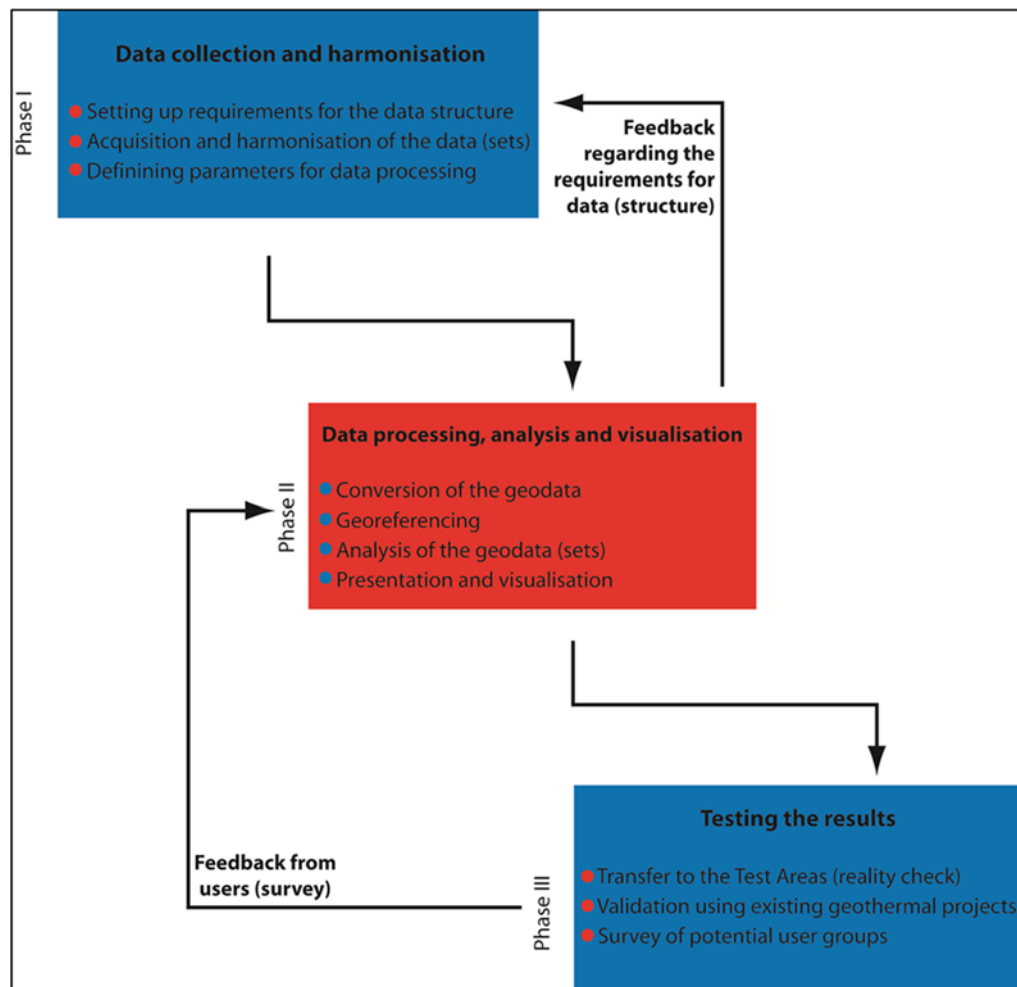 Phase I
Data collection and harmonisation
Setting up requirements for the data structure
Acquisition and harmonisation of the data (sets)
Definining parameters for data processing
Feedback
regarding the
requirements for
data (structure)
Phase II
Data processing, analysis and visualisation
Conversion of the geodata
Georeferencing
Analysis of the geodata (sets)
Presentation and visualisation
Feedback from
users (survey)
Phase III
Testing the results
Transfer to the Test Areas (reality check)
Validation using existing geothermal projects
Survey of potential user groups